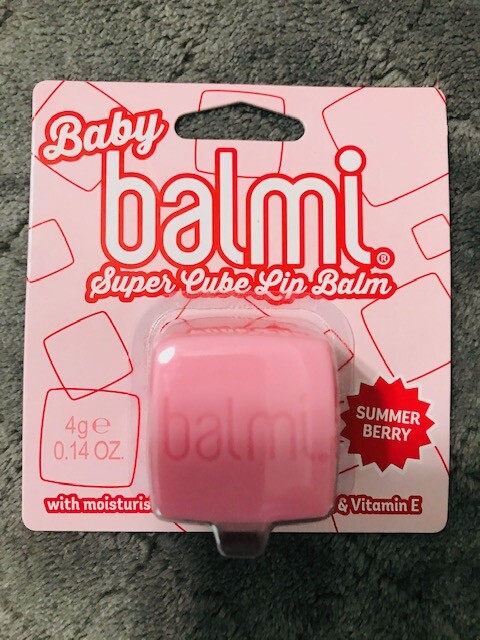 Baby
balmi®
Super Cube Lip Balm
balmi
4g ℮
0.14 OZ.
SUMMER
BERRY
with moisturis & Vitamin E